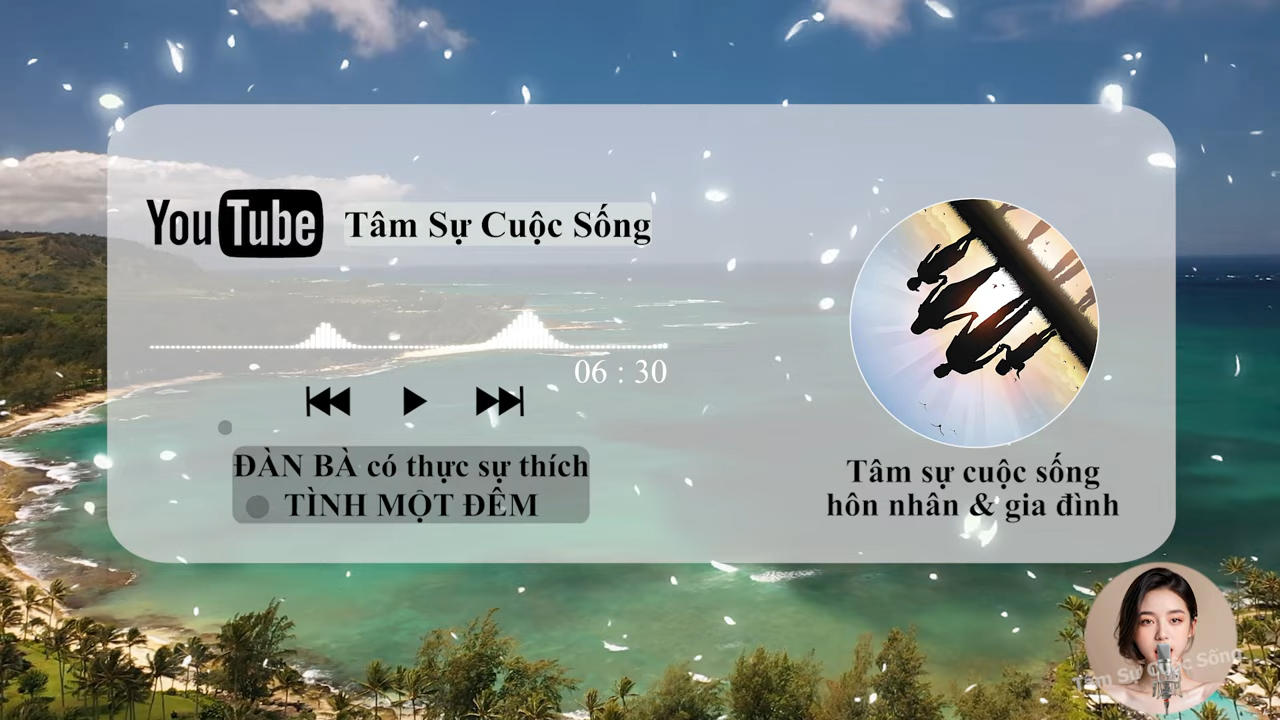 YouTube
Tâm Sự Cuộc Sống
06 : 30
ĐÀN BÀ có thực sự thích
TÌNH MỘT ĐÊM
Tâm sự cuộc sống
hôn nhân & gia đình
Tâm Sự Cuộc Sống